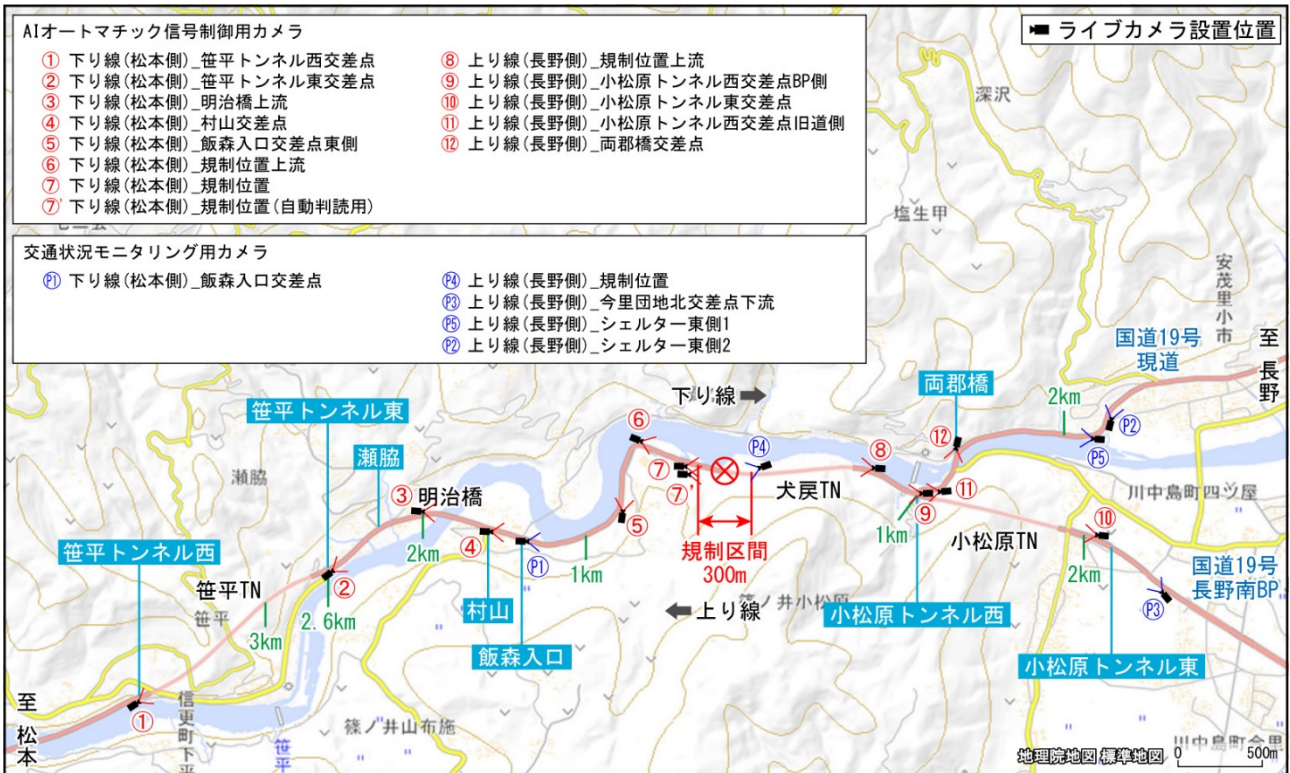 AIオートマチック信号制御用カメラ
① 下り線(松本側)_笹平トンネル西交差点
② 下り線(松本側)_笹平トンネル東交差点
③ 下り線(松本側)_明治橋上流
④ 下り線(松本側)_村山交差点
⑤ 下り線(松本側)_飯森入口交差点東側
⑥ 下り線(松本側)_規制位置上流
⑦ 下り線(松本側)_規制位置
⑦' 下り線(松本側)_規制位置(自動判読用)
⑧ 上り線(長野側)_規制位置上流
⑨ 上り線(長野側)_小松原トンネル西交差点BP側
⑩ 上り線(長野側)_小松原トンネル東交差点
⑪ 上り線(長野側)_小松原トンネル西交差点旧道側
⑫ 上り線(長野側)_両郡橋交差点
交通状況モニタリング用カメラ
P1 下り線(松本側)_飯森入口交差点
P4 上り線(長野側)_規制位置
P3 上り線(長野側)_今里団地北交差点下流
P5 上り線(長野側)_シェルター東側1
P2 上り線(長野側)_シェルター東側2
ライブカメラ設置位置
深沢
塩生甲
安茂里小市
国道19号
現道
至長野
両郡橋
2km
下り線
笹平トンネル東
瀬脇
瀬脇
⑥
⑫
P2
P5
P4
⑧
⑦
⑦'
犬戻TN
⑪
⑨
川中島町四ツ屋
③
明治橋
⑤
1km
小松原TN
⑩
2km
④
笹平トンネル西
P1
1km
規制区間
300m
2km
国道19号
長野南BP
笹平TN
②
笹平
篠ノ井小松原
P3
2.6km
村山
上り線
小松原トンネル西
3km
飯森入口
小松原トンネル東
至松本
①
信更町下平
篠ノ井山布施
笹平
川中島町今里
地理院地図 標準地図
0
500m